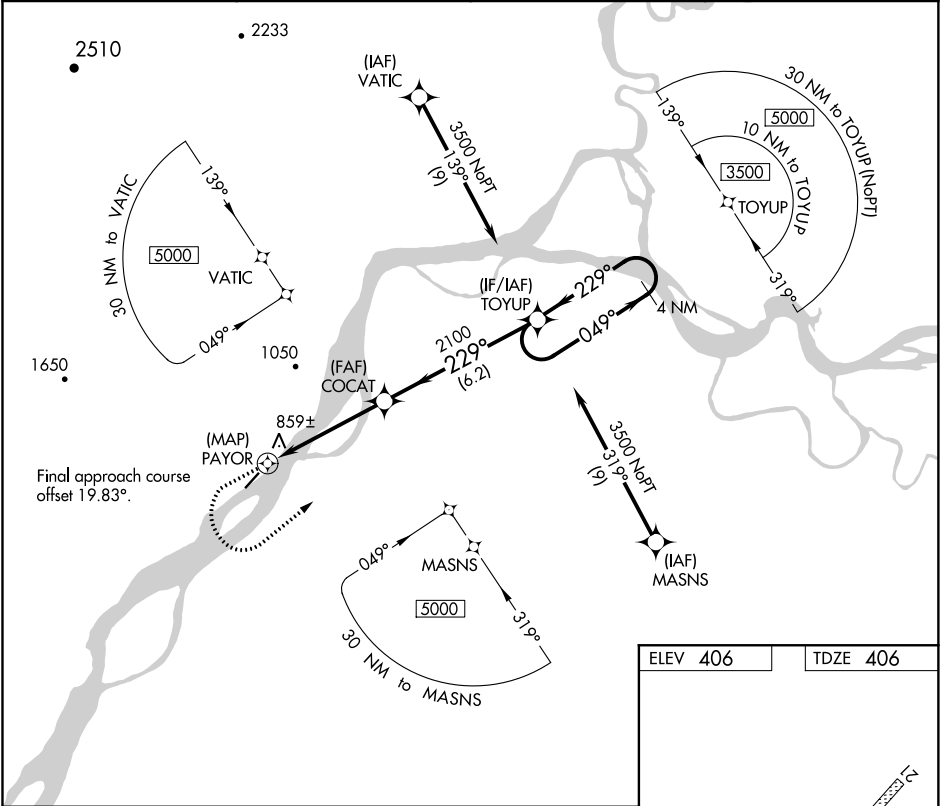 2510
2233
(IAF)
VATIC
3500 NoPT
139°
(9)
30 NM to TOYUP (NoPT)
5000
139°
10 NM to TOYUP
3500
TOYUP
319°
30 NM to VATIC
139°
5000
VATIC
049°
(IF/IAF)
TOYUP
229°
049°
4 NM
1650
1050
2100
229°
(6.2)
(FAF)
COCAT
859±
(MAP)
PAYOR
Final approach course
offset 19.83°.
3500 NoPT
319°
(9)
(IAF)
MASNS
049°
MASNS
5000
319°
30 NM to MASNS
ELEV 406
TDZE 406
21